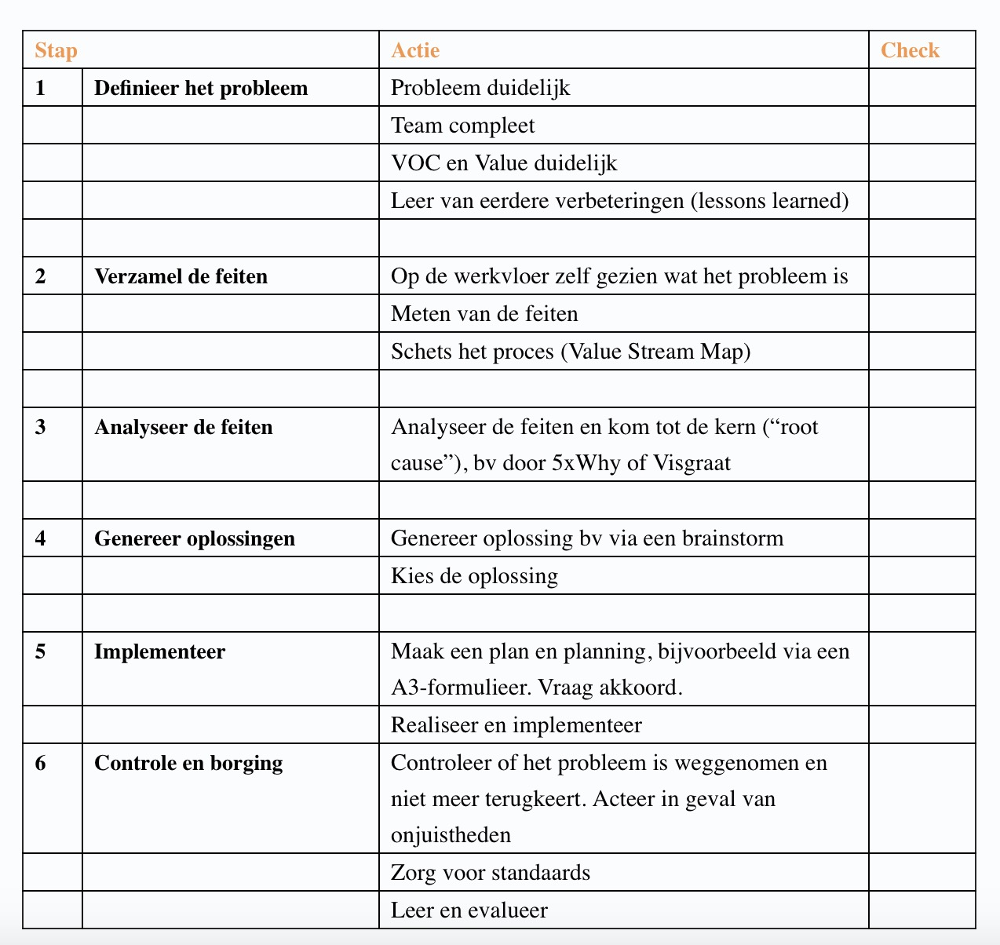 Stap Actie Check
1 Definieer het probleem Probleem duidelijk
Team compleet
VOC en Value duidelijk
Leer van eerdere verbeteringen (lessons learned)
2 Verzamel de feiten Op de werkvloer zelf gezien wat het probleem is
Meten van de feiten
Schets het proces (Value Stream Map)
3 Analyseer de feiten Analyseer de feiten en kom tot de kern (“root
cause”), bv door 5xWhy of Visgraat
4 Genereer oplossingen Genereer oplossing bv via een brainstorm
Kies de oplossing
5 Implementeer Maak een plan en planning, bijvoorbeeld via een
A3-formulieer. Vraag akkoord.
Realiseer en implementeer
6 Controle en borging Controleer of het probleem is weggenomen en
niet meer terugkeert. Acteer in geval van
onjuistheden
Zorg voor standaards
Leer en evalueer